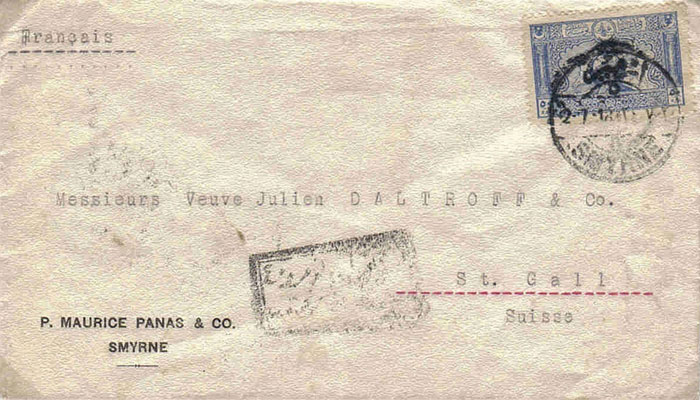 Français
SMYRNE
Messieurs Veuve Julien DALTROFF & Co.
St. Gall
Suisse
P. MAURICE PANAS & CO.
SMYRNE